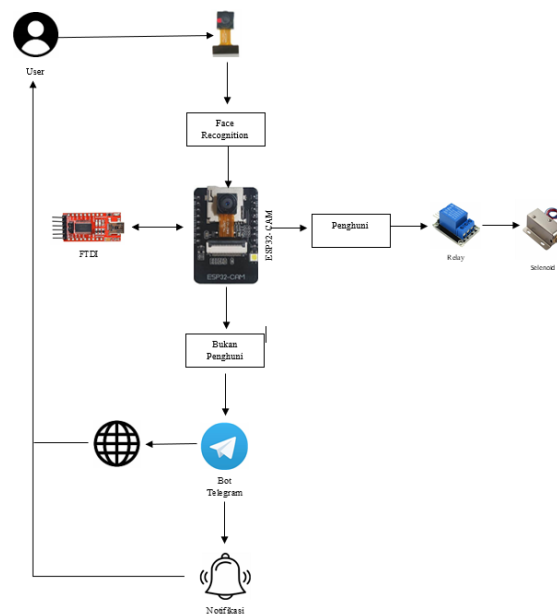 User
Face
Recognition
FTDI
ESP32-CAM
ESP32- CAM
Penghuni
Relay
Selenoid
Bukan
Penghuni
Bot
Telegram
Notifikasi